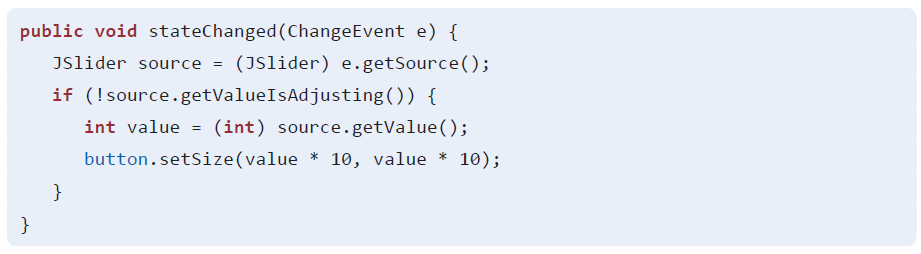 public void stateChanged(ChangeEvent e) {
JSlider source = (JSlider) e.getSource();
if (!source.getValueIsAdjusting()) {
int value = (int) source.getValue();
button.setSize(value * 10, value * 10);
}
}